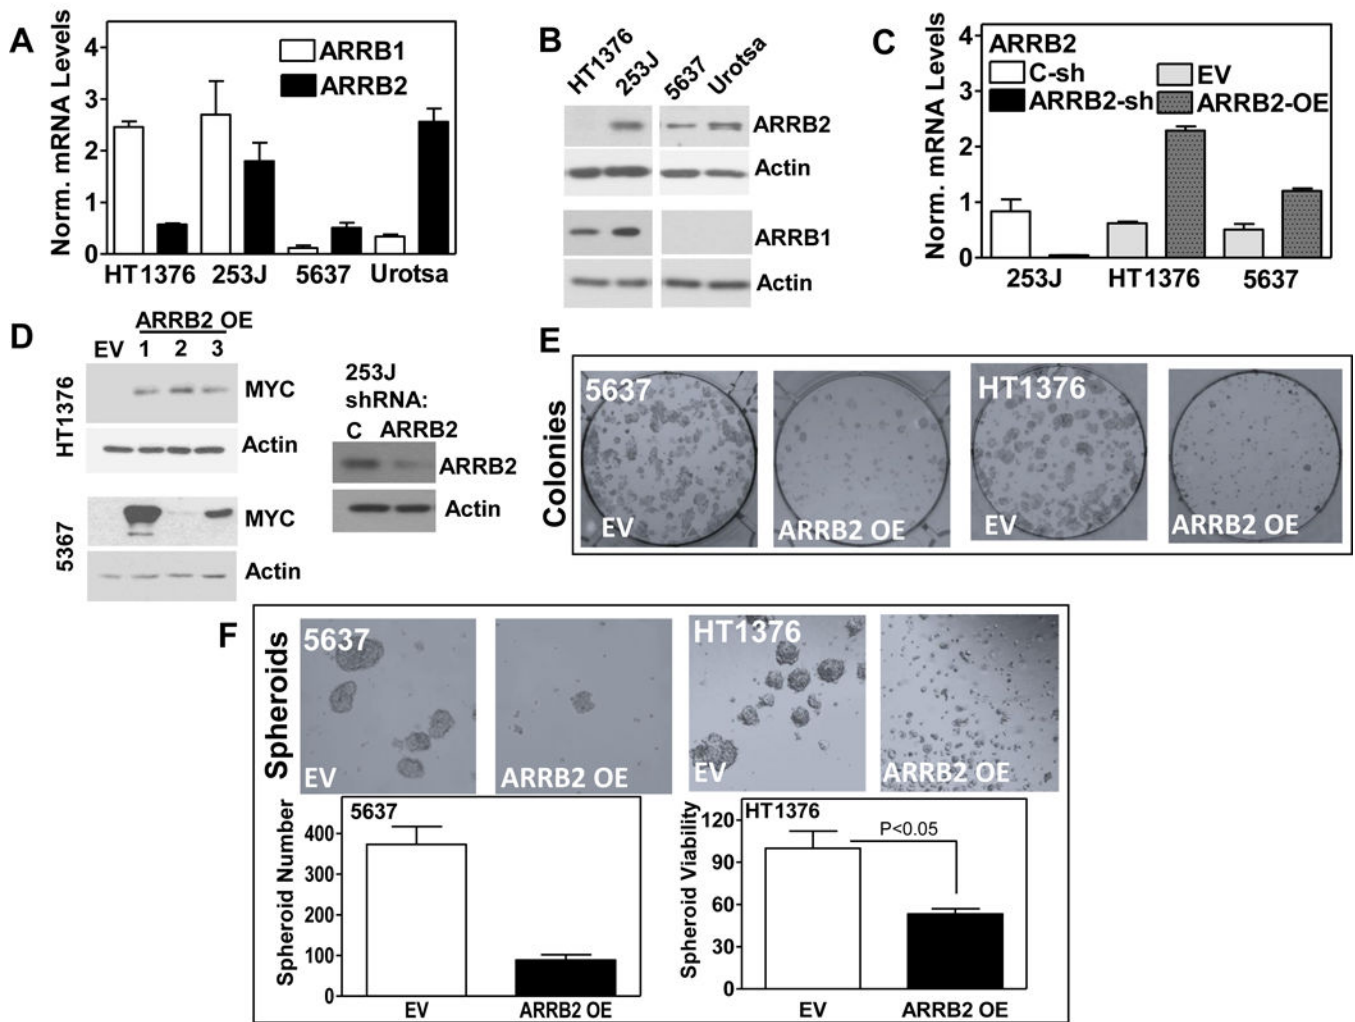 A
Norm. mRNA Levels
4
3
2
1
0
ARRB1
ARRB2
HT1376 253J 5637 Urotsa
B
HT1376 253J 5637 Urotsa
ARRB2
Actin
ARRB1
Actin
C
Norm. mRNA Levels
4
3
2
1
0
ARRB2
C-sh EV
ARRB2-sh ARRB2-OE
253J HT1376 5637
D
ARRB2 OE
EV 1 2 3
HT1376
MYC
Actin
5367
MYC
Actin
253J
shRNA:
C ARRB2
ARRB2
Actin
E
Colonies
5637
EV
ARRB2 OE
HT1376
EV
ARRB2 OE
F
Spheroids
5637
EV
ARRB2 OE
HT1376
EV
ARRB2 OE
5637
Spheroid Number
400
300
200
100
0
EV ARRB2 OE
HT1376
Spheroid Viability
120
90
60
30
0
P<0.05
EV ARRB2 OE